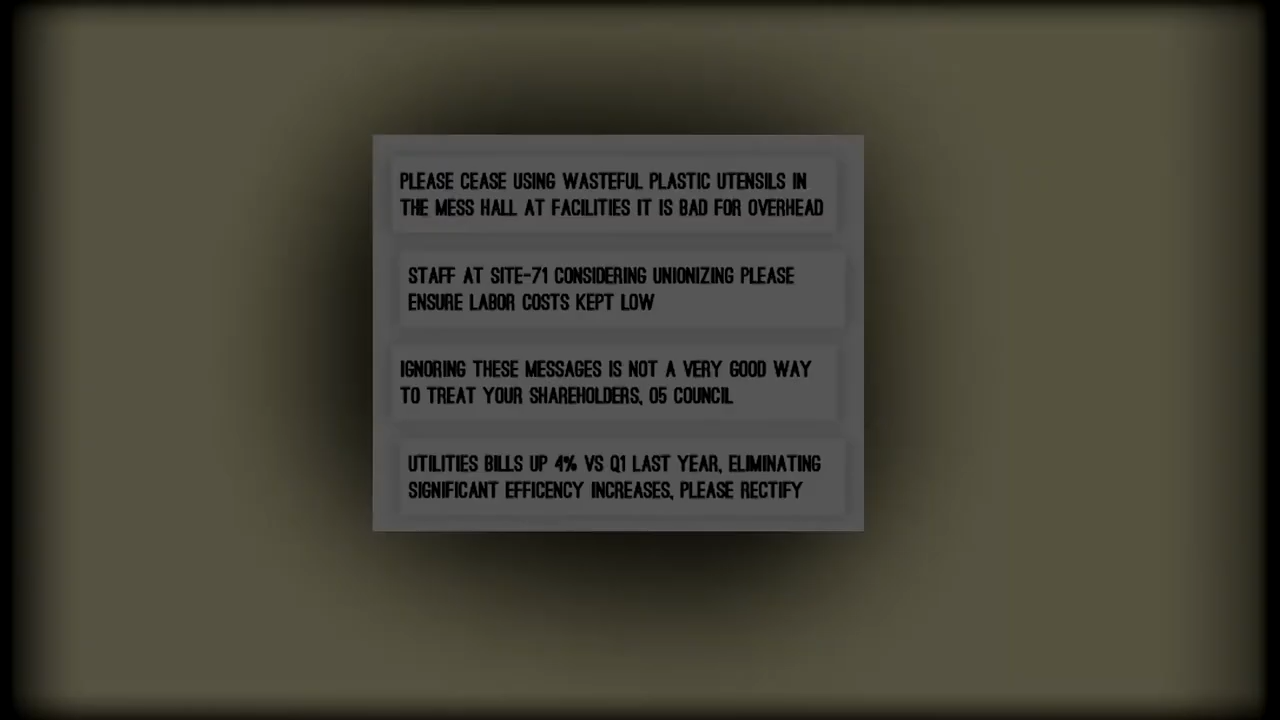 PLEASE CEASE USING WASTEFUL PLASTIC UTENSILS IN
THE MESS HALL AT FACILITIES IT IS BAD FOR OVERHEAD
STAFF AT SITE-71 CONSIDERING UNIONIZING PLEASE
ENSURE LABOR COSTS KEPT LOW
IGNORING THESE MESSAGES IS NOT A VERY GOOD WAY
TO TREAT YOUR SHAREHOLDERS, O5 COUNCIL
UTILITIES BILLS UP 4% VS Q1 LAST YEAR, ELIMINATING
SIGNIFICANT EFFICENCY INCREASES, PLEASE RECTIFY